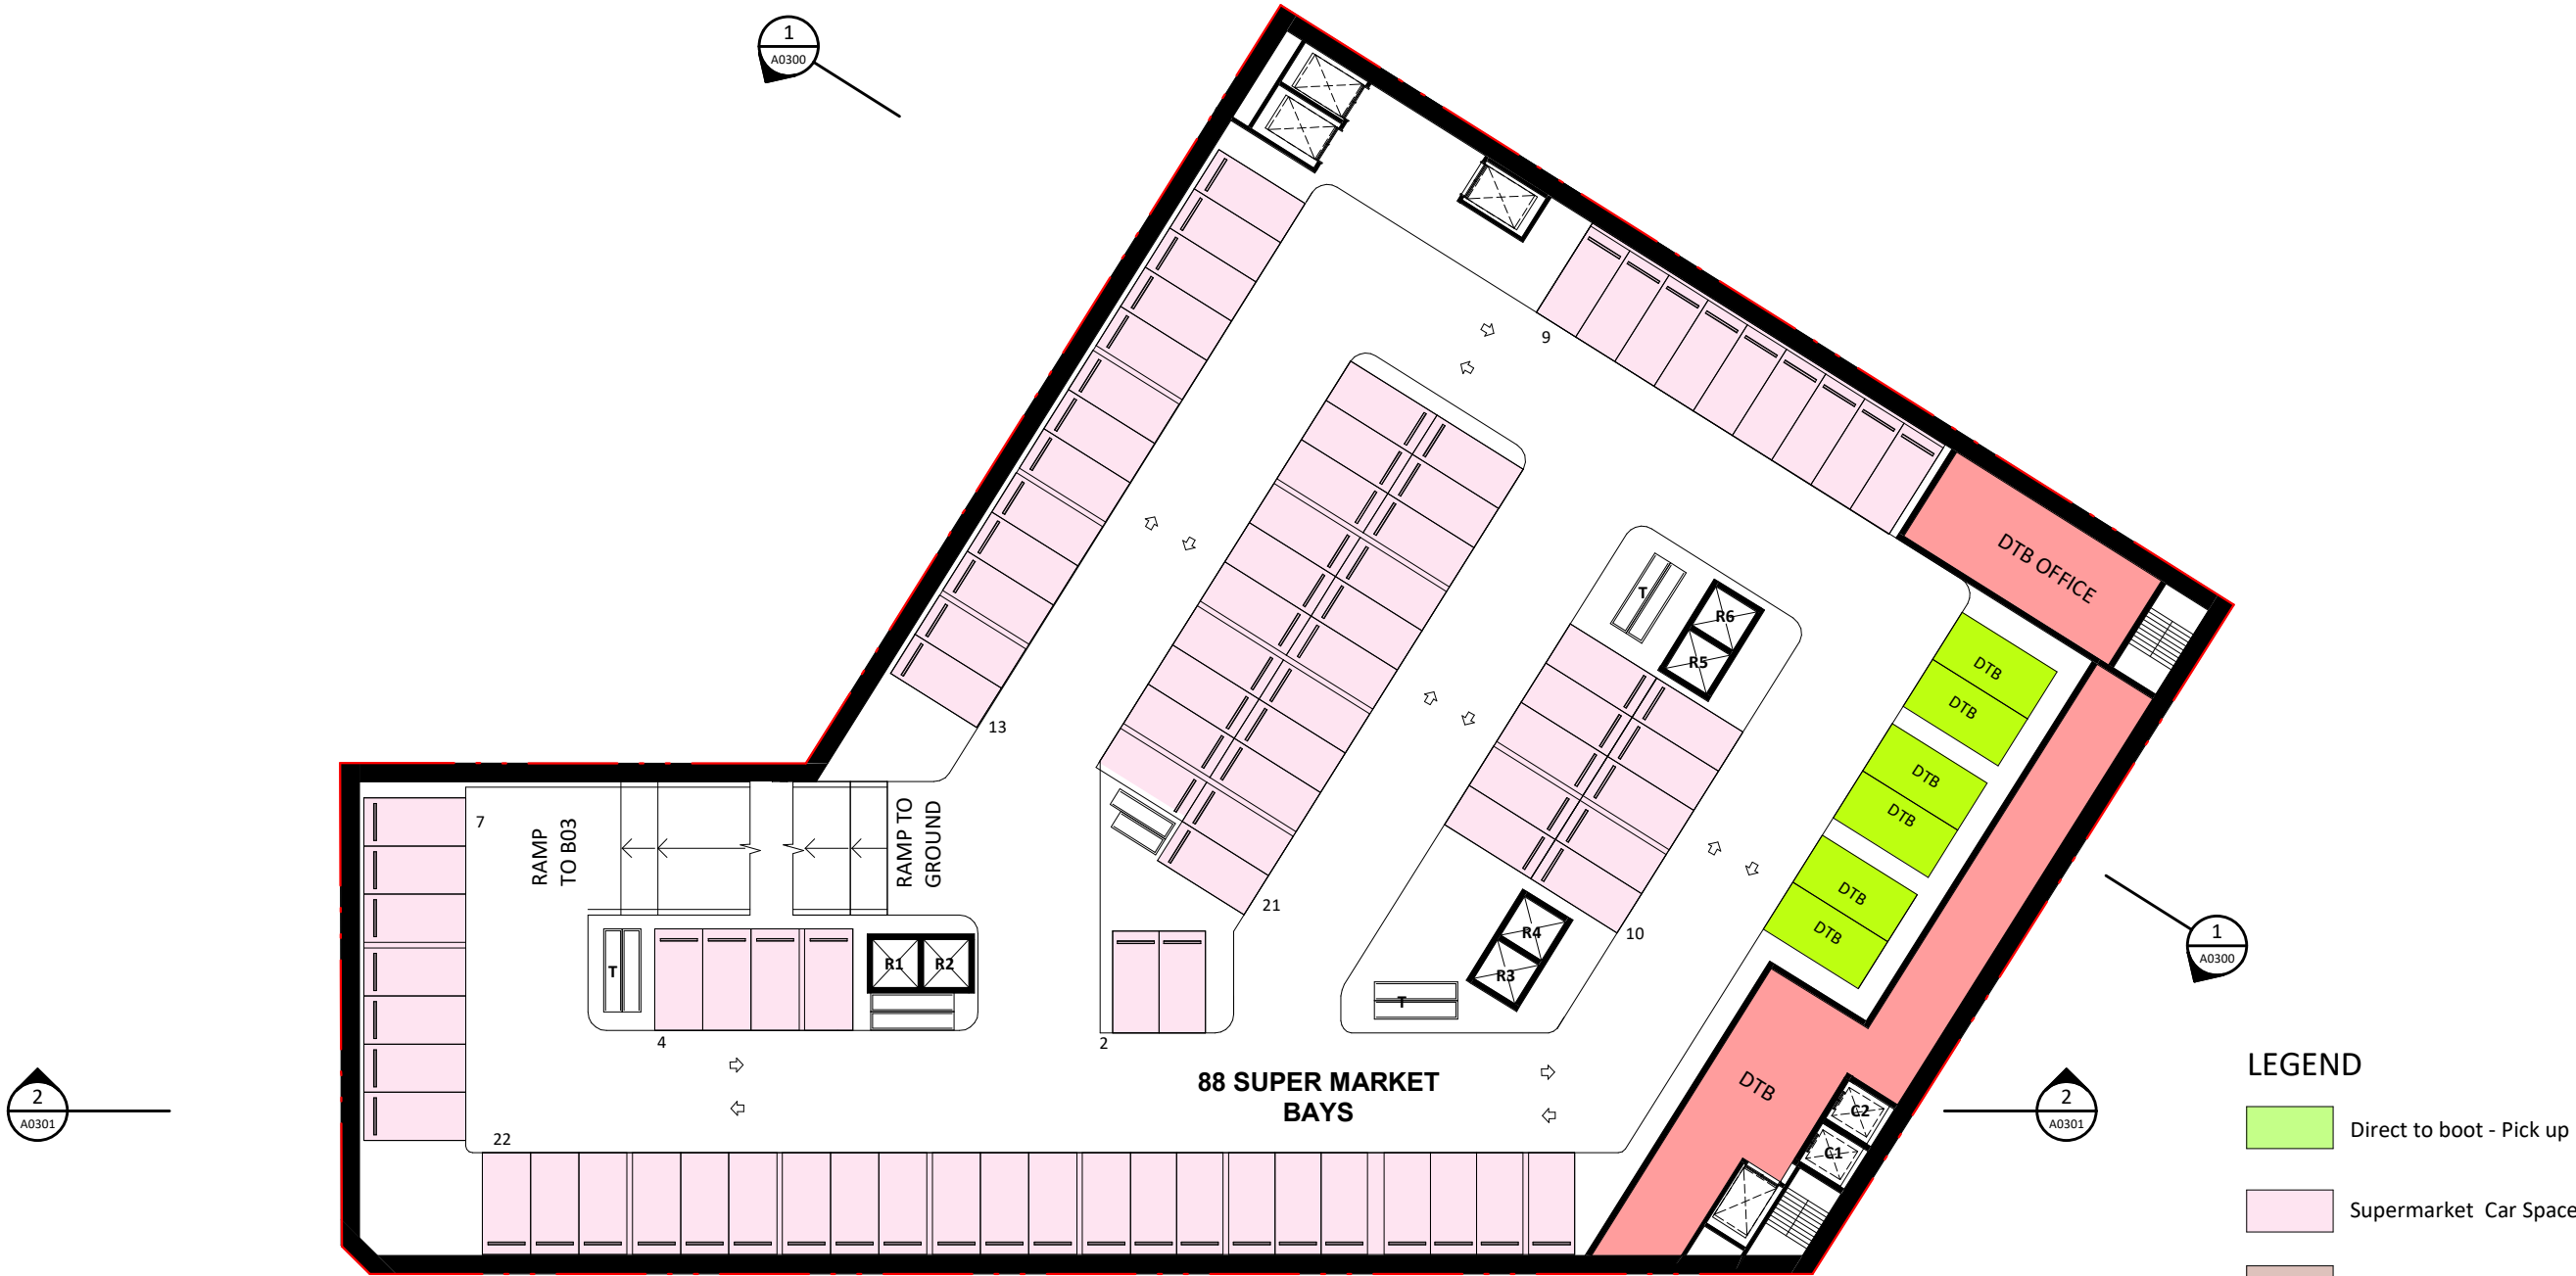 1
A0300
9
DTB OFFICE
T
R6
R5
DTB
DTB
13
DTB
DTB
7
RAMP
TO B03
RAMP TO
GROUND
DTB
DTB
21
10
1
A0300
R4
R3
T
T
R1
R2
4
2
88 SUPER MARKET
BAYS
22
DTB
C2
C1
2
A0301
2
A0301
LEGEND
Direct to boot - Pick up
Supermarket Car Space